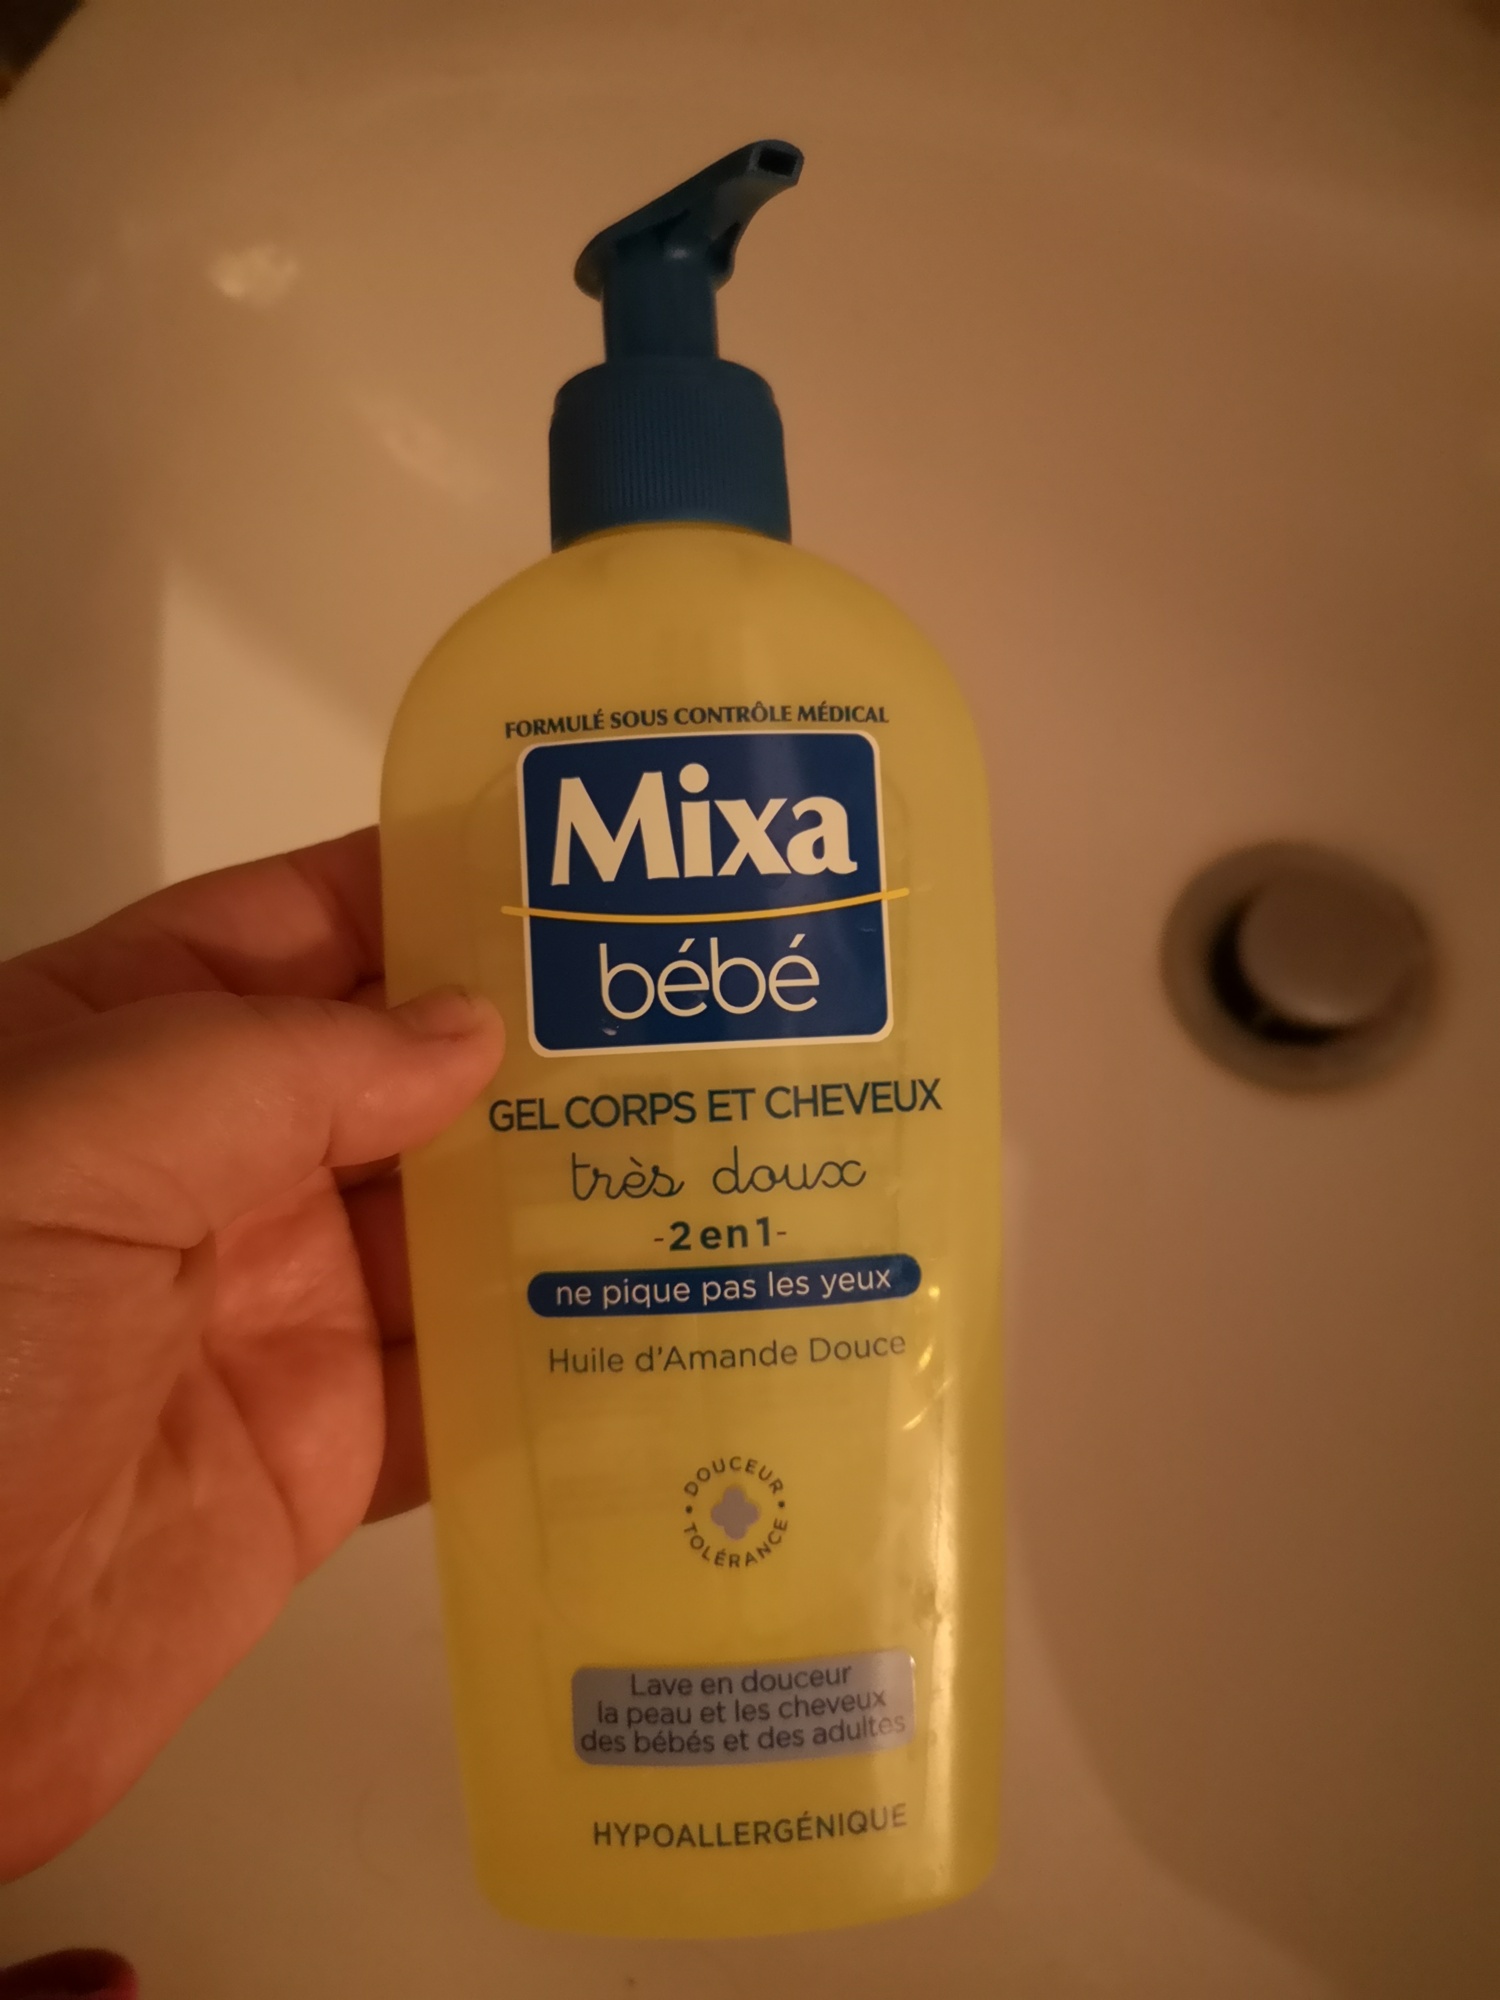 FORMULÉ SOUS CONTRÔLE MÉDICAL
Mixa
bébé
GEL CORPS ET CHEVEUX
très doux
-2 en 1-
ne pique pas les yeux
Huile d'Amande Douce
DOUCEUR
TOLÉRANCE
Lave en douceur
la peau et les cheveux
des bébés et des adultes
HYPOALLERGÉNIQUE